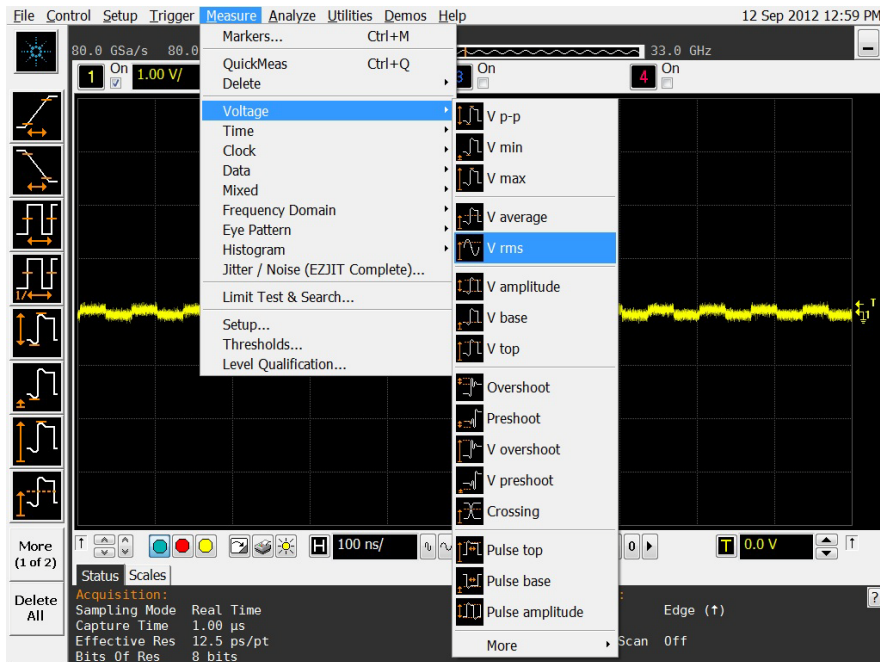 File Control Setup Trigger Measure Analyze Utilities Demos Help 12 Sep 2012 12:59 PM
80.0 GSa/s 80.0
33.0 GHz
1 On 1.00 V/
3 On
4 On
Markers... Ctrl+M
QuickMeas Ctrl+Q
Delete
Voltage
Time
Clock
Data
Mixed
Frequency Domain
Eye Pattern
Histogram
Jitter / Noise (EZJIT Complete)...
Limit Test & Search...
Setup...
Thresholds...
Level Qualification...
V p-p
V min
V max
V average
V rms
V amplitude
V base
V top
Overshoot
Preshoot
V overshoot
V preshoot
Crossing
Pulse top
Pulse base
Pulse amplitude
More
1/
T
1
More
(1 of 2)
Delete
All
H 100 ns/
0
T 0.0 V
Status Scales
?
Acquisition:
Sampling Mode Real Time
Capture Time 1.00 µs
Effective Res 12.5 ps/pt
Bits Of Res 8 bits
:
Edge (↑)
Scan Off